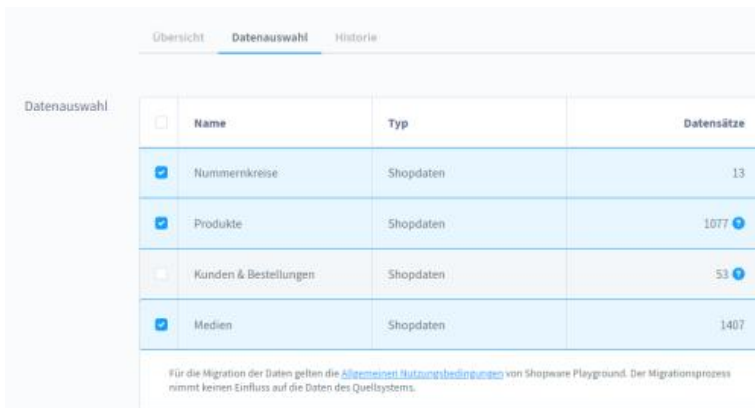 Übersicht Datenauswahl Historie
Datenauswahl
Name Typ Datensätze
Nummernkreise Shopdaten 13
Produkte Shopdaten 1077 ?
Kunden & Bestellungen Shopdaten 53 ?
Medien Shopdaten 1407
Für die Migration der Daten gelten die Allgemeinen Nutzungsbedingungen von Shopware Playground. Der Migrationsprozess
nimmt keinen Einfluss auf die Daten des Quellsystems.